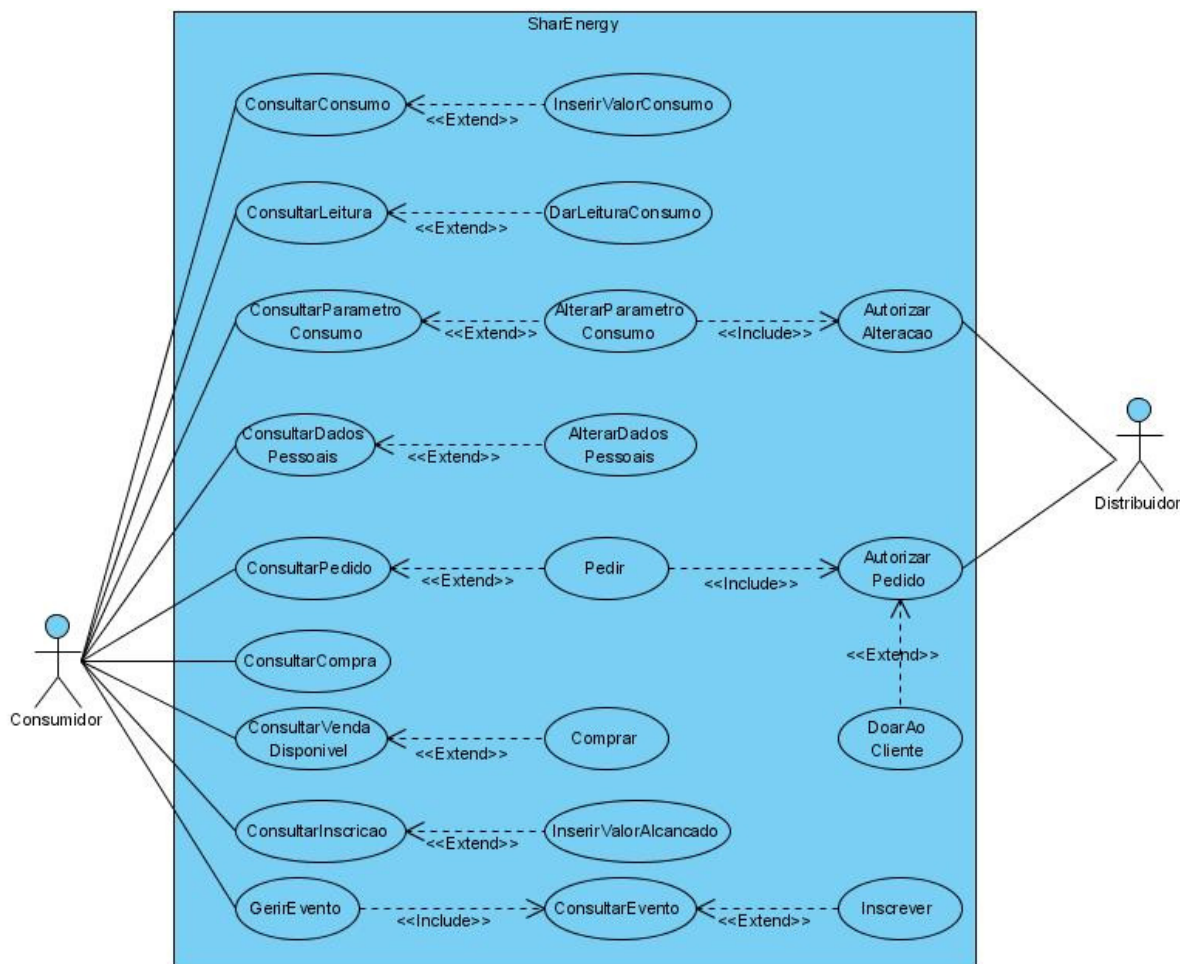 SharEnergy
ConsultarConsumo
<<Extend>>
InserirValorConsumo
ConsultarLeitura
<<Extend>>
DarLeituraConsumo
ConsultarParametro
Consumo
<<Extend>>
AlterarParametro
Consumo
<<Include>>
Autorizar
Alteracao
ConsultarDados
Pessoais
<<Extend>>
AlterarDados
Pessoais
Distribuidor
ConsultarPedido
<<Extend>>
Pedir
<<Include>>
Autorizar
Pedido
<<Extend>>
ConsultarCompra
Consumidor
ConsultarVenda
Disponivel
<<Extend>>
Comprar
DoarAo
Cliente
ConsultarInscricao
<<Extend>>
InserirValorAlcancado
GerirEvento
<<Include>>
ConsultarEvento
<<Extend>>
Inscrever